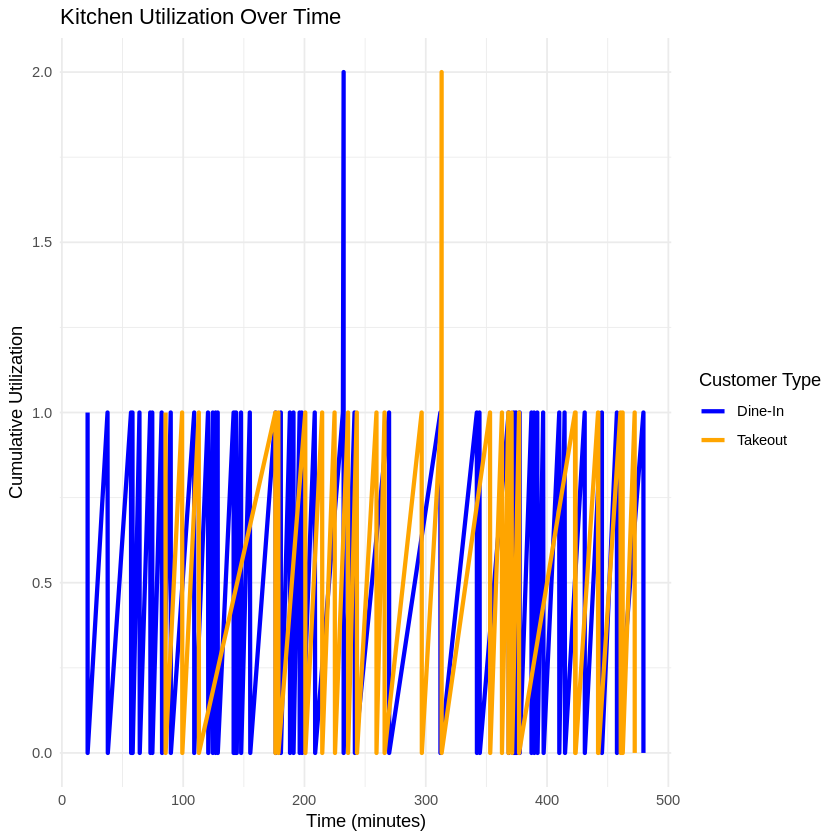 Kitchen Utilization Over Time
2.0
1.5
1.0
0.5
0.0
Cumulative Utilization
0 100 200 300 400 500
Time (minutes)
Customer Type
Dine-In
Takeout